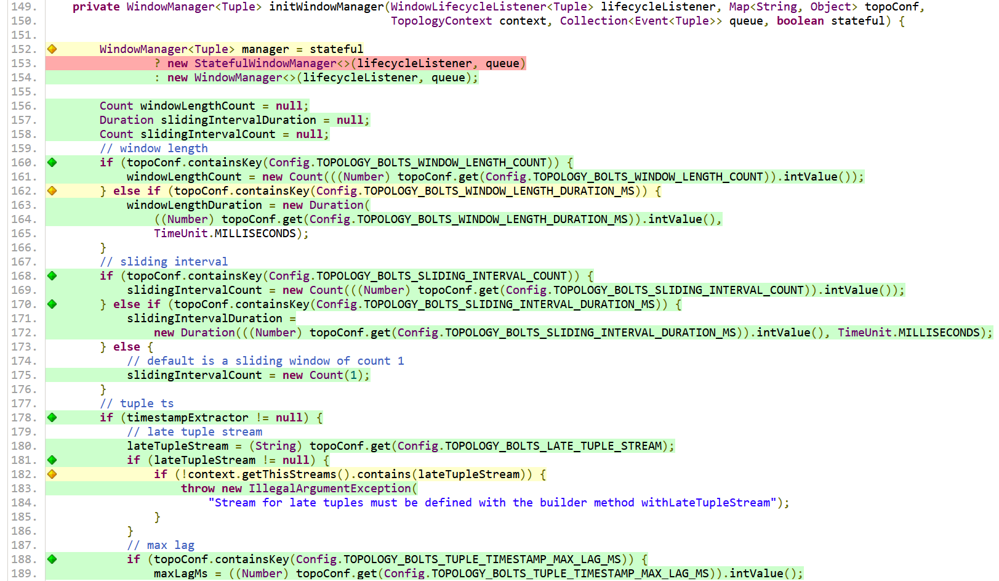 149. private WindowManager<Tuple> initWindowManager(WindowLifecycleListener<Tuple> lifecycleListener, Map<String, Object> topoConf,
150. TopologyContext context, Collection<Event<Tuple>> queue, boolean stateful) {
151.
152. WindowManager<Tuple> manager = stateful
153. ? new StatefulWindowManager<>(lifecycleListener, queue)
154. : new WindowManager<>(lifecycleListener, queue);
155.
156. Count windowLengthCount = null;
157. Duration slidingIntervalDuration = null;
158. Count slidingIntervalCount = null;
159. // window length
160. if (topoConf.containsKey(Config.TOPOLOGY_BOLTS_WINDOW_LENGTH_COUNT)) {
161. windowLengthCount = new Count(((Number) topoConf.get(Config.TOPOLOGY_BOLTS_WINDOW_LENGTH_COUNT)).intValue());
162. } else if (topoConf.containsKey(Config.TOPOLOGY_BOLTS_WINDOW_LENGTH_DURATION_MS)) {
163. windowLengthDuration = new Duration(
164. ((Number) topoConf.get(Config.TOPOLOGY_BOLTS_WINDOW_LENGTH_DURATION_MS)).intValue(),
165. TimeUnit.MILLISECONDS);
166. }
167. // sliding interval
168. if (topoConf.containsKey(Config.TOPOLOGY_BOLTS_SLIDING_INTERVAL_COUNT)) {
169. slidingIntervalCount = new Count(((Number) topoConf.get(Config.TOPOLOGY_BOLTS_SLIDING_INTERVAL_COUNT)).intValue());
170. } else if (topoConf.containsKey(Config.TOPOLOGY_BOLTS_SLIDING_INTERVAL_DURATION_MS)) {
171. slidingIntervalDuration =
172. new Duration(((Number) topoConf.get(Config.TOPOLOGY_BOLTS_SLIDING_INTERVAL_DURATION_MS)).intValue(), TimeUnit.MILLISECONDS);
173. } else {
174. // default is a sliding window of count 1
175. slidingIntervalCount = new Count(1);
176. }
177. // tuple ts
178. if (timestampExtractor != null) {
179. // late tuple stream
180. lateTupleStream = (String) topoConf.get(Config.TOPOLOGY_BOLTS_LATE_TUPLE_STREAM);
181. if (lateTupleStream != null) {
182. if (!context.getThisStreams().contains(lateTupleStream)) {
183. throw new IllegalArgumentException(
184. "Stream for late tuples must be defined with the builder method withLateTupleStream");
185. }
186. }
187. // max lag
188. if (topoConf.containsKey(Config.TOPOLOGY_BOLTS_TUPLE_TIMESTAMP_MAX_LAG_MS)) {
189. maxLagMs = ((Number) topoConf.get(Config.TOPOLOGY_BOLTS_TUPLE_TIMESTAMP_MAX_LAG_MS)).intValue();